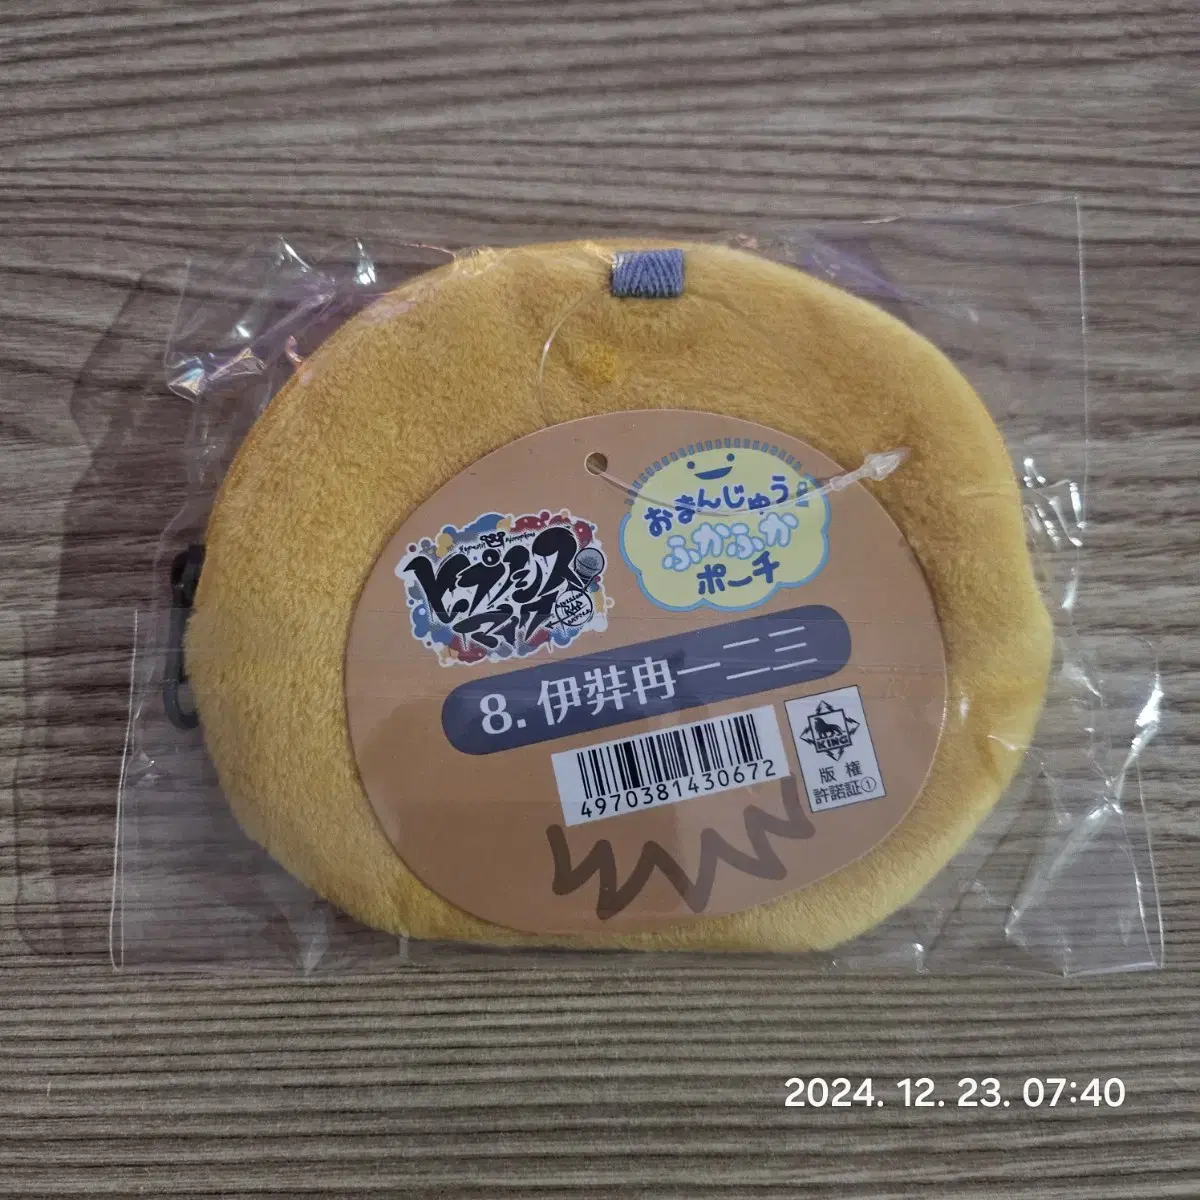 おまんじゅう
ふかふか
ポーチ
ヒプノシス
マイク
RAP
8. 伊弉冉一二三
4970381430672
KING
版権
許諾証①
2024. 12. 23. 07:40